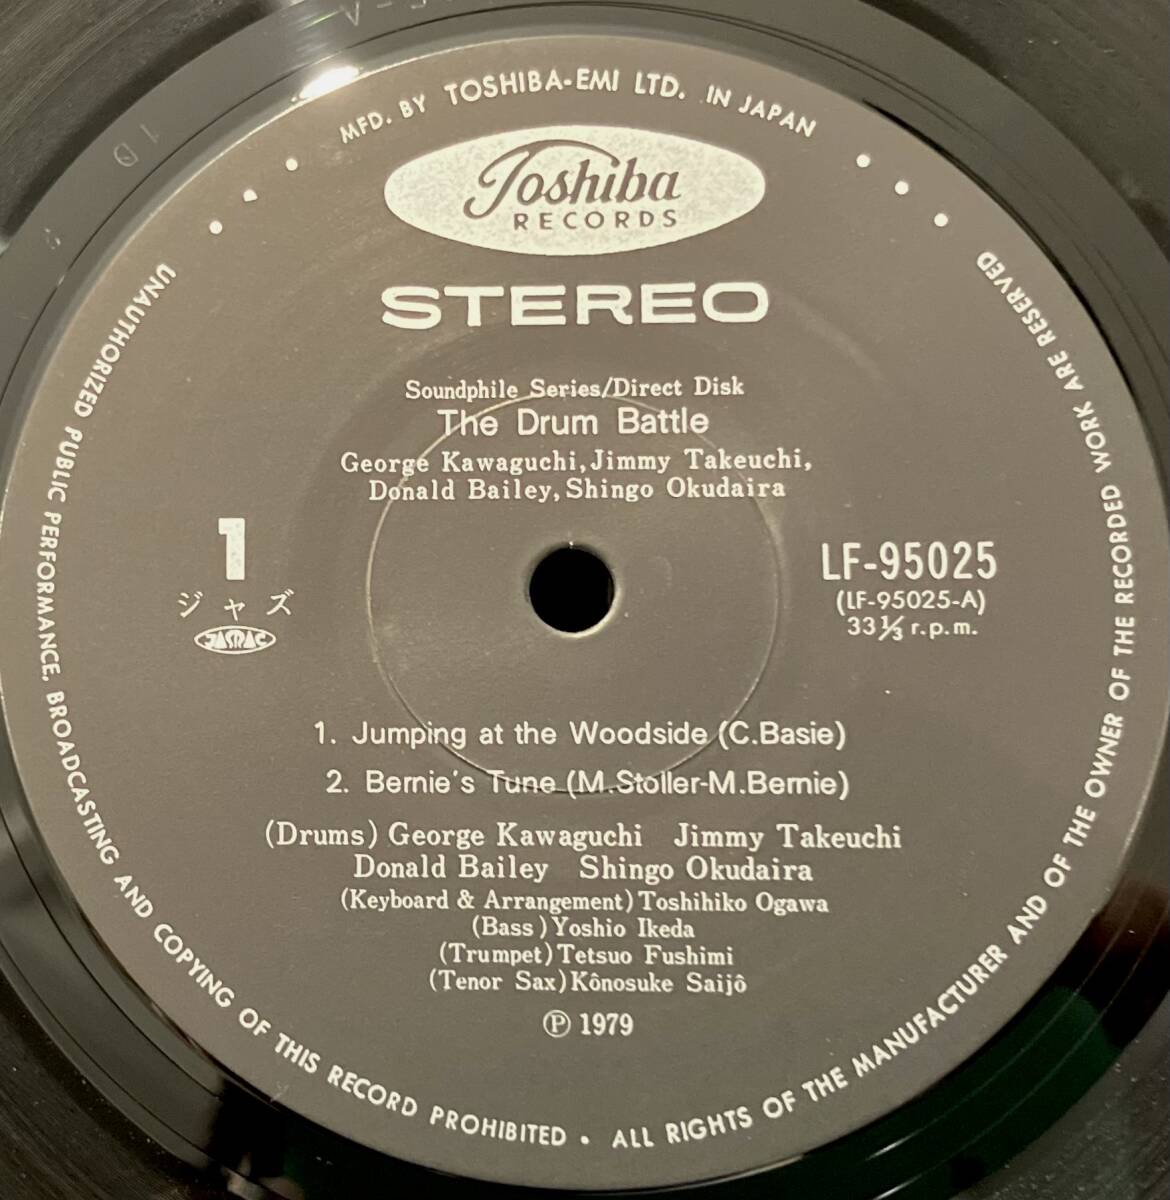 MFD. BY TOSHIBA-EMI LTD. IN JAPAN
Toshiba
RECORDS
STEREO
Soundphile Series/Direct Disk
The Drum Battle
George Kawaguchi, Jimmy Takeuchi,
Donald Bailey, Shingo Okudaira
1
ジャズ
JASRAC
LF-95025
(LF-95025-A)
33⅓ r.p.m.
1. Jumping at the Woodside (C.Basie)
2. Bernie's Tune (M.Stoller-M.Bernie)
(Drums) George Kawaguchi Jimmy Takeuchi
Donald Bailey Shingo Okudaira
(Keyboard & Arrangement) Toshihiko Ogawa
(Bass) Yoshio Ikeda
(Trumpet) Tetsuo Fushimi
(Tenor Sax) Kônosuke Saijô
℗ 1979
UNAUTHORIZED PUBLIC PERFORMANCE, BROADCASTING AND COPYING OF THIS RECORD PROHIBITED • ALL RIGHTS OF THE MANUFACTURER AND OF THE OWNER OF THE RECORDED WORK ARE RESERVED